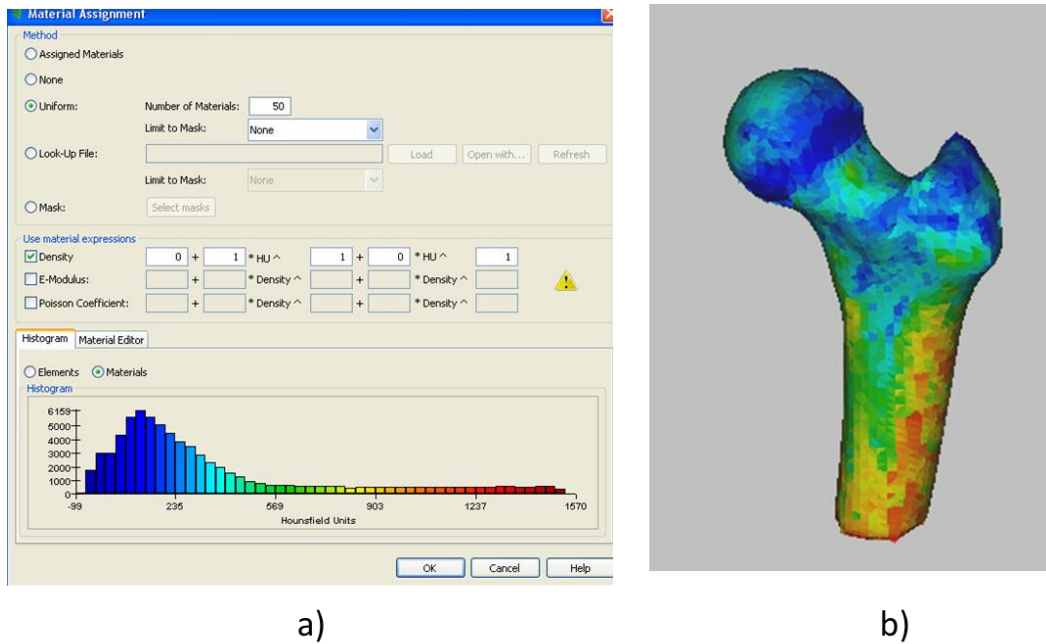 Material Assignment
Method
Assigned Materials
None
Uniform: Number of Materials: 50
Limit to Mask: None
Look-Up File: Load Open with... Refresh
Limit to Mask: None
Mask: Select masks
Use material expressions
Density 0 + 1 * HU ^ 1 + 0 * HU ^ 1
E-Modulus: + * Density ^ + * Density ^
Poisson Coefficient: + * Density ^ + * Density ^
Histogram Material Editor
Elements Materials
Histogram
6159
5000
4000
3000
2000
1000
0
-99 235 569 903 1237 1570
Hounsfield Units
OK Cancel Help
a) b)